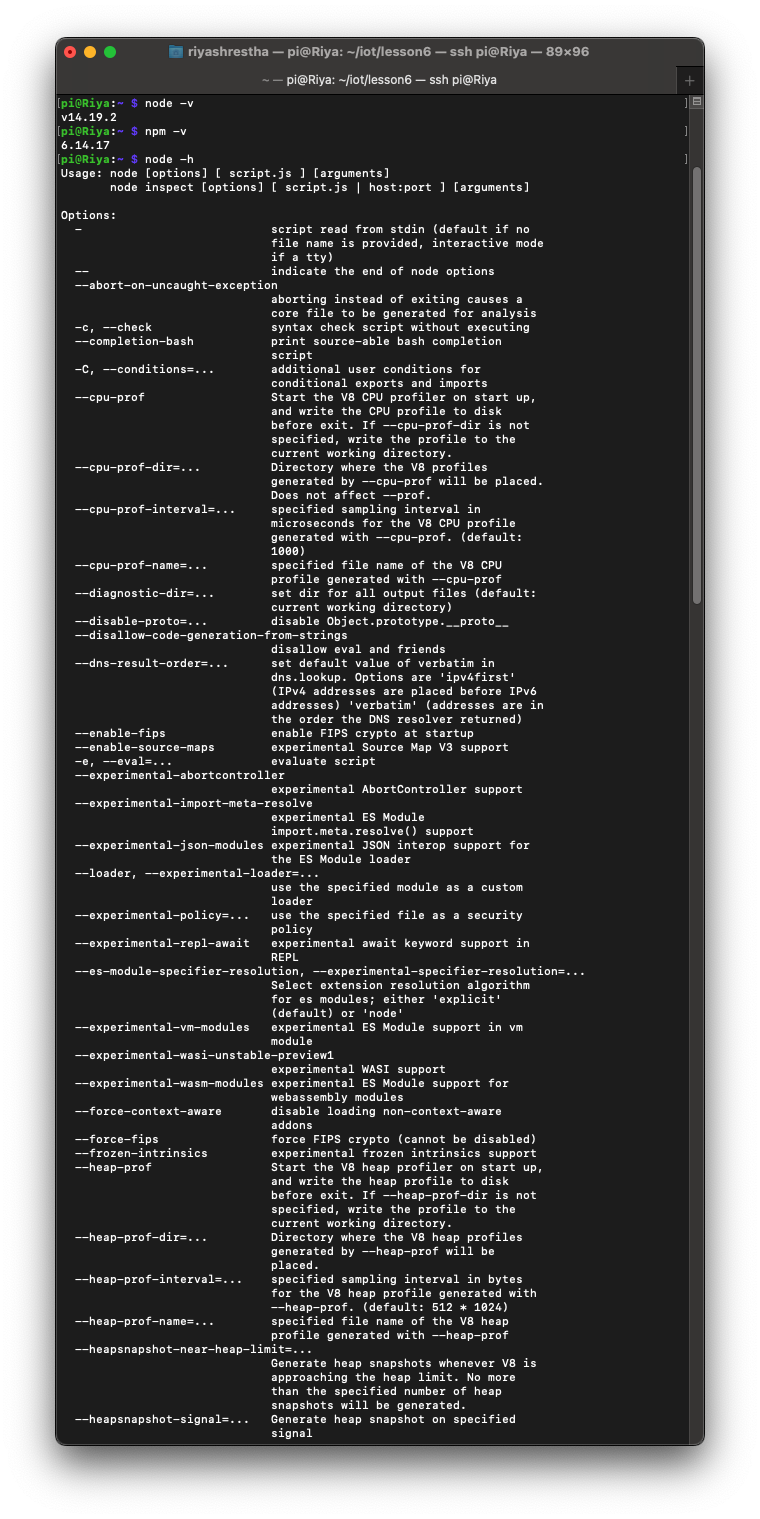 riyashrestha — pi@Riya: ~/iot/lesson6 — ssh pi@Riya — 89×96
~ — pi@Riya: ~/iot/lesson6 — ssh pi@Riya
+
[pi@Riya:~ $ node -v ]
v14.19.2
[pi@Riya:~ $ npm -v ]
6.14.17
[pi@Riya:~ $ node -h ]
Usage: node [options] [ script.js ] [arguments]
       node inspect [options] [ script.js | host:port ] [arguments]

Options:
  -                           script read from stdin (default if no
                              file name is provided, interactive mode
                              if a tty)
  --                          indicate the end of node options
  --abort-on-uncaught-exception
                              aborting instead of exiting causes a
                              core file to be generated for analysis
  -c, --check                 syntax check script without executing
  --completion-bash           print source-able bash completion
                              script
  -C, --conditions=...        additional user conditions for
                              conditional exports and imports
  --cpu-prof                  Start the V8 CPU profiler on start up,
                              and write the CPU profile to disk
                              before exit. If --cpu-prof-dir is not
                              specified, write the profile to the
                              current working directory.
  --cpu-prof-dir=...          Directory where the V8 profiles
                              generated by --cpu-prof will be placed.
                              Does not affect --prof.
  --cpu-prof-interval=...     specified sampling interval in
                              microseconds for the V8 CPU profile
                              generated with --cpu-prof. (default:
                              1000)
  --cpu-prof-name=...         specified file name of the V8 CPU
                              profile generated with --cpu-prof
  --diagnostic-dir=...        set dir for all output files (default:
                              current working directory)
  --disable-proto=...         disable Object.prototype.__proto__
  --disallow-code-generation-from-strings
                              disallow eval and friends
  --dns-result-order=...      set default value of verbatim in
                              dns.lookup. Options are 'ipv4first'
                              (IPv4 addresses are placed before IPv6
                              addresses) 'verbatim' (addresses are in
                              the order the DNS resolver returned)
  --enable-fips               enable FIPS crypto at startup
  --enable-source-maps        experimental Source Map V3 support
  -e, --eval=...              evaluate script
  --experimental-abortcontroller
                              experimental AbortController support
  --experimental-import-meta-resolve
                              experimental ES Module
                              import.meta.resolve() support
  --experimental-json-modules experimental JSON interop support for
                              the ES Module loader
  --loader, --experimental-loader=...
                              use the specified module as a custom
                              loader
  --experimental-policy=...   use the specified file as a security
                              policy
  --experimental-repl-await   experimental await keyword support in
                              REPL
  --es-module-specifier-resolution, --experimental-specifier-resolution=...
                              Select extension resolution algorithm
                              for es modules; either 'explicit'
                              (default) or 'node'
  --experimental-vm-modules   experimental ES Module support in vm
                              module
  --experimental-wasi-unstable-preview1
                              experimental WASI support
  --experimental-wasm-modules experimental ES Module support for
                              webassembly modules
  --force-context-aware       disable loading non-context-aware
                              addons
  --force-fips                force FIPS crypto (cannot be disabled)
  --frozen-intrinsics         experimental frozen intrinsics support
  --heap-prof                 Start the V8 heap profiler on start up,
                              and write the heap profile to disk
                              before exit. If --heap-prof-dir is not
                              specified, write the profile to the
                              current working directory.
  --heap-prof-dir=...         Directory where the V8 heap profiles
                              generated by --heap-prof will be
                              placed.
  --heap-prof-interval=...    specified sampling interval in bytes
                              for the V8 heap profile generated with
                              --heap-prof. (default: 512 * 1024)
  --heap-prof-name=...        specified file name of the V8 heap
                              profile generated with --heap-prof
  --heapsnapshot-near-heap-limit=...
                              Generate heap snapshots whenever V8 is
                              approaching the heap limit. No more
                              than the specified number of heap
                              snapshots will be generated.
  --heapsnapshot-signal=...   Generate heap snapshot on specified
                              signal